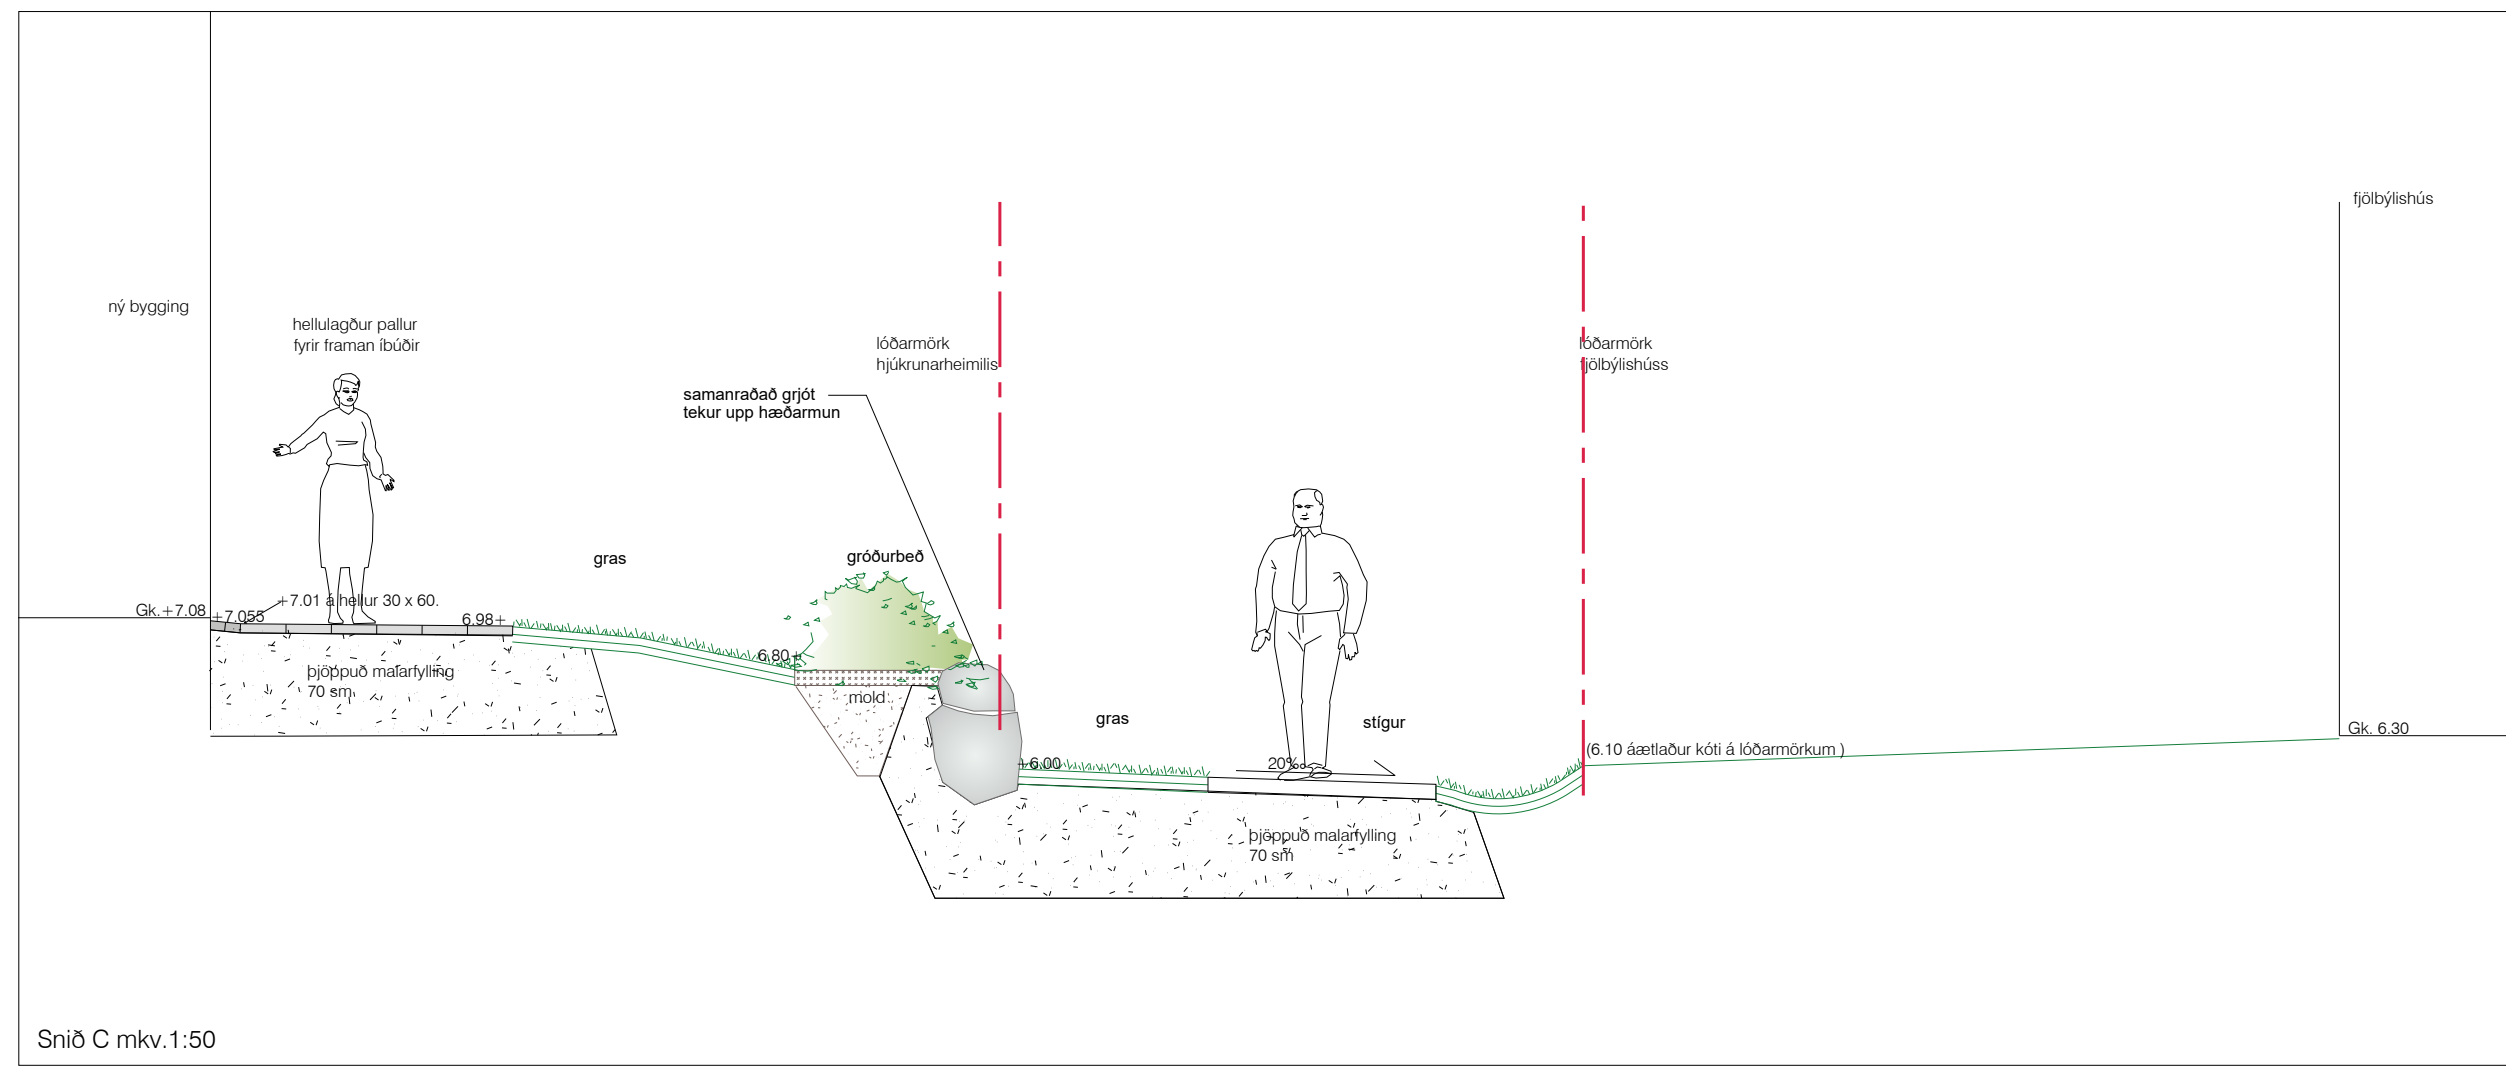 fjölbýlishús
ný bygging
hellulagður pallur
fyrir framan íbúðir
lóðarmörk
hjúkrunarheimilis
lóðarmörk
fjölbýlishúss
samanraðað grjót
tekur upp hæðarmun
gras
gróðurbeð
Gk.+7.08
+7.055
+7.01 á hellur 30 x 60.
6.98+
6.80+
þjöppuð malarfylling
70 sm
mold
gras
stígur
+6.00
20‰
(6.10 áætlaður kóti á lóðarmörkum )
Gk. 6.30
þjöppuð malarfylling
70 sm
Snið C mkv.1:50